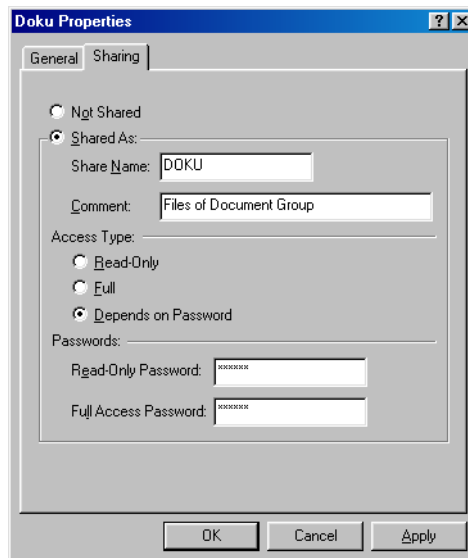 Doku Properties
General Sharing
Not Shared
Shared As:
Share Name: DOKU
Comment: Files of Document Group
Access Type:
Read-Only
Full
Depends on Password
Passwords:
Read-Only Password: ******
Full Access Password: ******
OK Cancel Apply